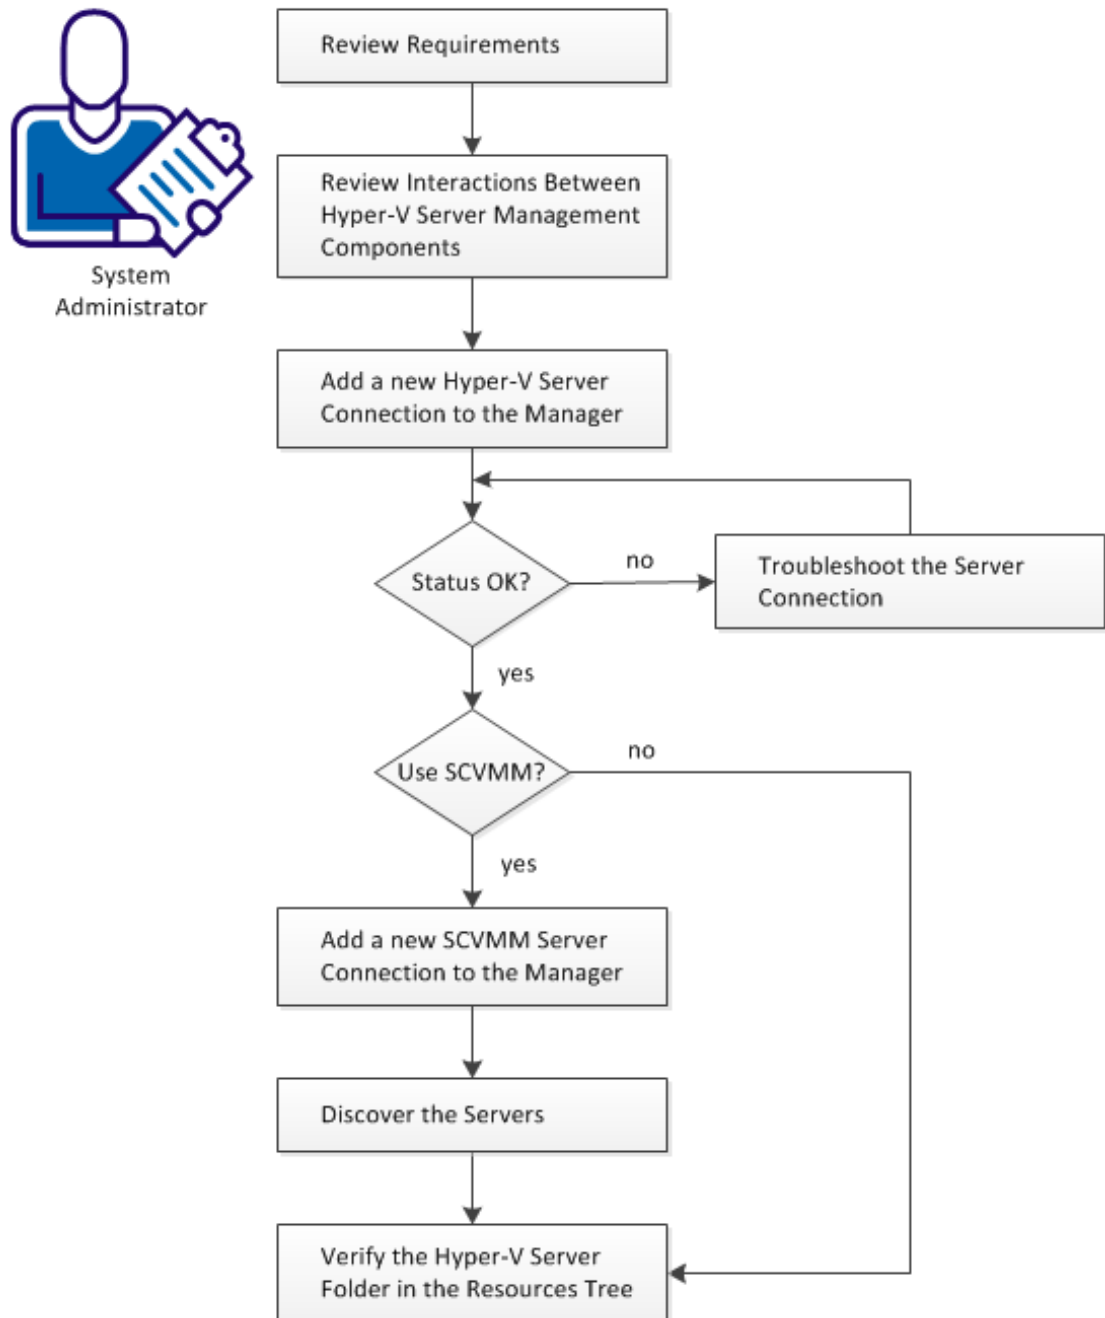 Review Requirements
System
Administrator
Review Interactions Between
Hyper-V Server Management
Components
Add a new Hyper-V Server
Connection to the Manager
Status OK?
no
Troubleshoot the Server
Connection
yes
Use SCVMM?
no
yes
Add a new SCVMM Server
Connection to the Manager
Discover the Servers
Verify the Hyper-V Server
Folder in the Resources Tree